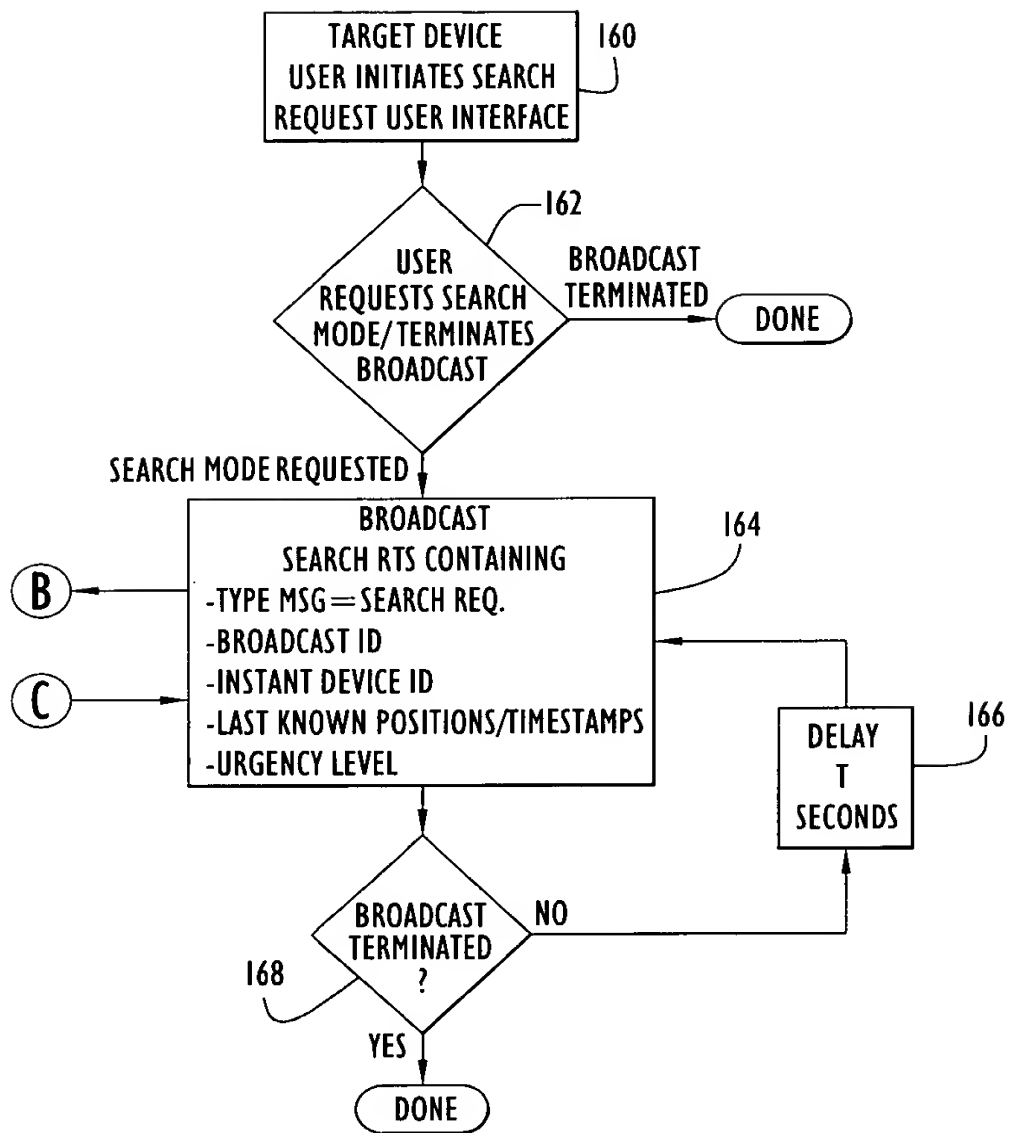 TARGET DEVICE
USER INITIATES SEARCH
REQUEST USER INTERFACE
160
162
USER
REQUESTS SEARCH
MODE/TERMINATES
BROADCAST
BROADCAST
TERMINATED
DONE
SEARCH MODE REQUESTED
BROADCAST
SEARCH RTS CONTAINING
-TYPE MSG=SEARCH REQ.
-BROADCAST ID
-INSTANT DEVICE ID
-LAST KNOWN POSITIONS/TIMESTAMPS
-URGENCY LEVEL
164
B
C
DELAY
T
SECONDS
166
BROADCAST
TERMINATED
?
NO
168
YES
DONE